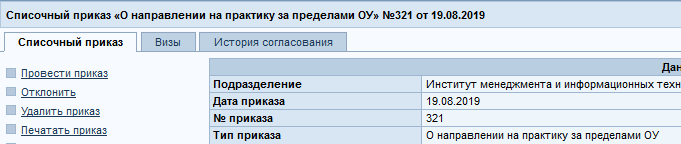 Списочный приказ «О направлении на практику за пределами ОУ» №321 от 19.08.2019
Списочный приказ Визы История согласования
Провести приказ
Отклонить
Удалить приказ
Печатать приказ
Подразделение Институт менеджмента и информационных
Дата приказа 19.08.2019
№ приказа 321
Тип приказа О направлении на практику за пределами ОУ